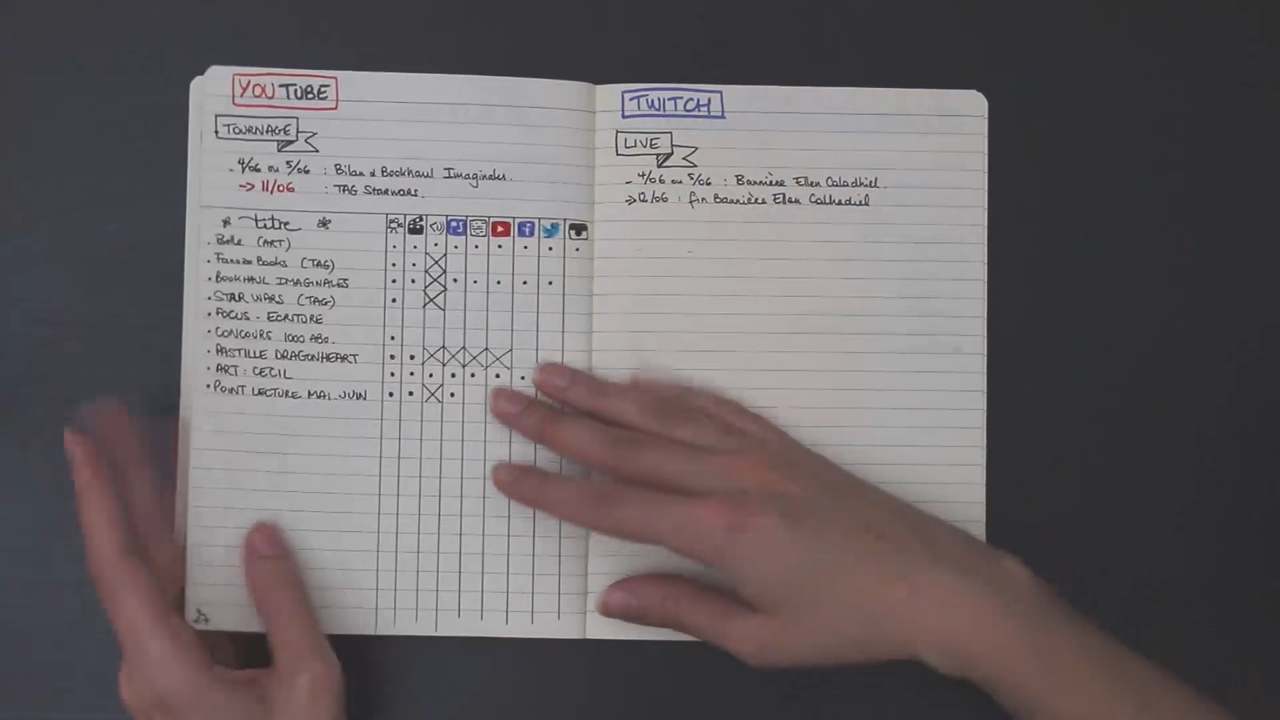 YOUTUBE
TOURNAGE
- 4/06 ou 5/06 : Bilan & Bookhaul Imaginales.
→ 11/06 : TAG Starwars.
titre
• Belle (ART)
• FanaooBooks (TAG)
• BOOKHAUL IMAGINALES
• STAR WARS (TAG)
• FOCUS - ECRITURE
• CONCOURS 1000 ABO.
• PASTILLE DRAGONHEART
• ART : CECIL
• POINT LECTURE MAI-JUIN
27
TWITCH
LIVE
- 4/06 ou 5/06 : Bannière Ellen Caladhiel.
→ 12/06 : fin Bannière Ellen Calhadiel